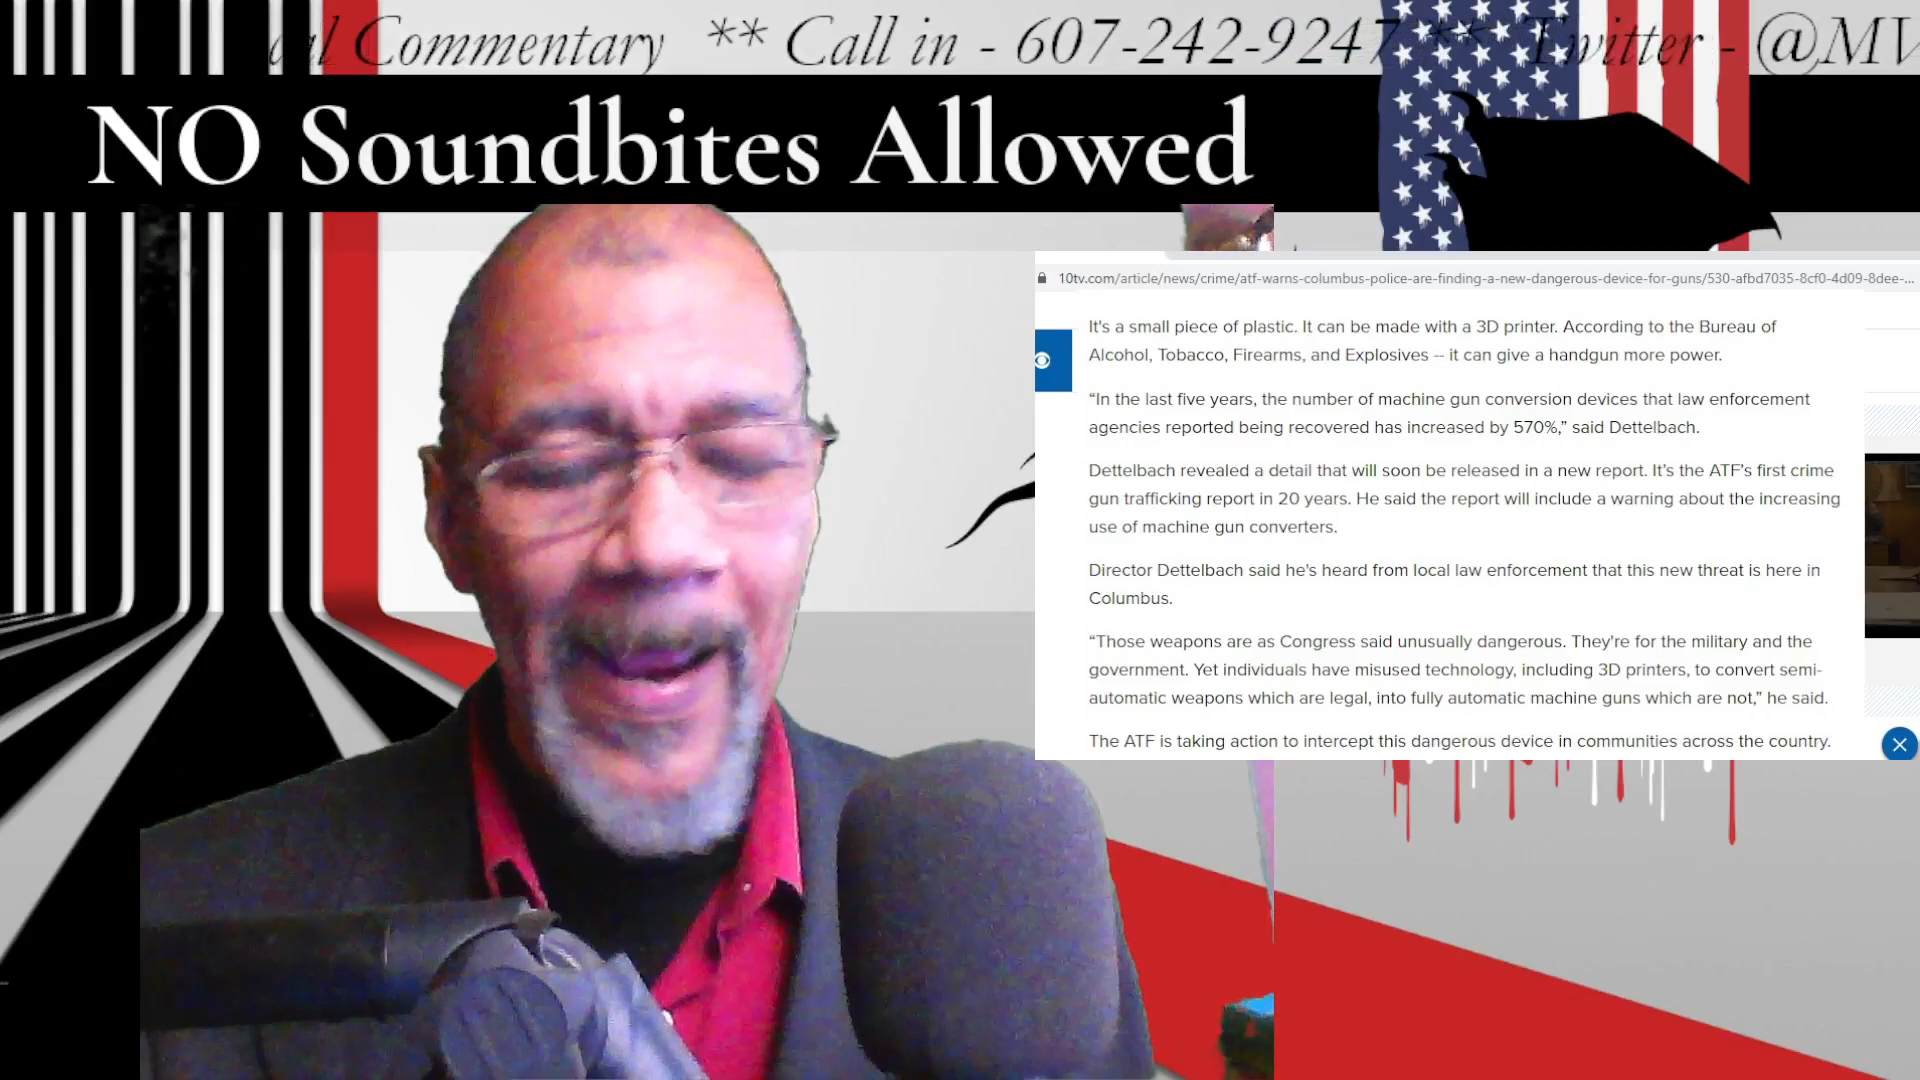 al Commentary ** Call in - 607-242-9247 ** Twitter - @MV
NO Soundbites Allowed
10tv.com/article/news/crime/atf-warns-columbus-police-are-finding-a-new-dangerous-device-for-guns/530-afbd7035-8cf0-4d09-8dee-...
It's a small piece of plastic. It can be made with a 3D printer. According to the Bureau of
Alcohol, Tobacco, Firearms, and Explosives -- it can give a handgun more power.
“In the last five years, the number of machine gun conversion devices that law enforcement
agencies reported being recovered has increased by 570%,” said Dettelbach.
Dettelbach revealed a detail that will soon be released in a new report. It’s the ATF’s first crime
gun trafficking report in 20 years. He said the report will include a warning about the increasing
use of machine gun converters.
Director Dettelbach said he's heard from local law enforcement that this new threat is here in
Columbus.
“Those weapons are as Congress said unusually dangerous. They're for the military and the
government. Yet individuals have misused technology, including 3D printers, to convert semi-
automatic weapons which are legal, into fully automatic machine guns which are not,” he said.
The ATF is taking action to intercept this dangerous device in communities across the country.